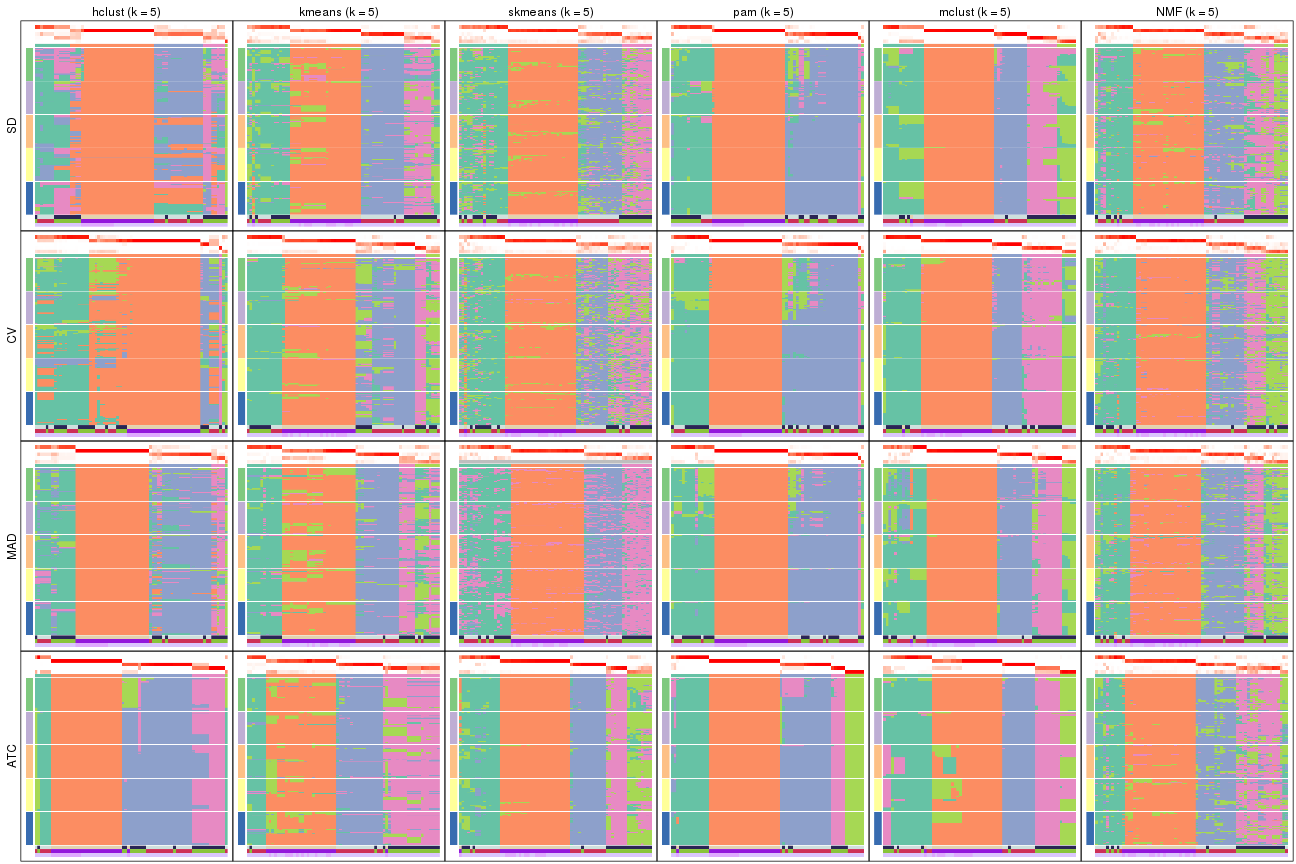 hclust (k = 5)
kmeans (k = 5)
skmeans (k = 5)
pam (k = 5)
mclust (k = 5)
NMF (k = 5)
SD
CV
MAD
ATC